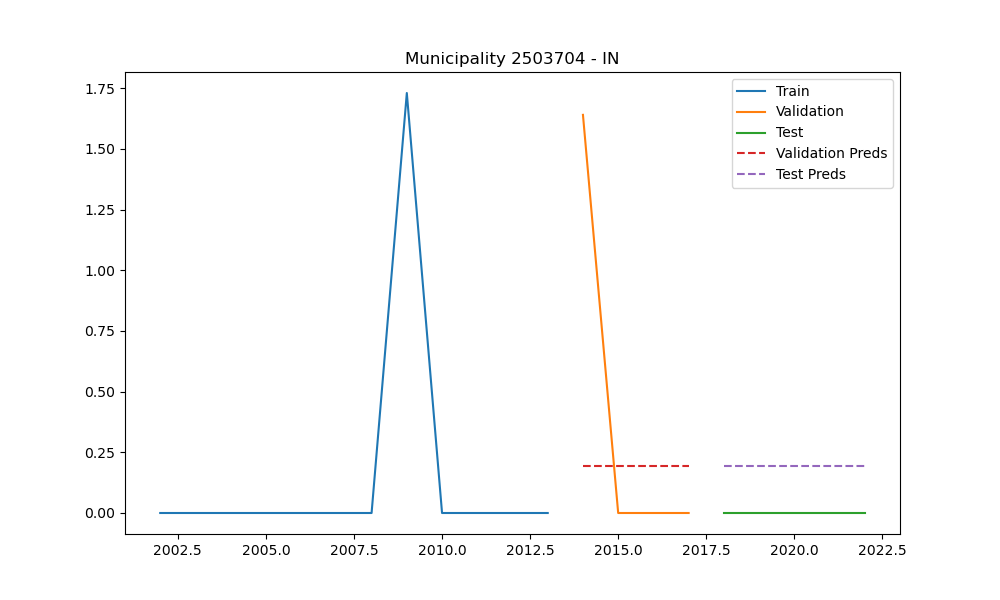 Municipality 2503704 - IN
1.75
1.50
1.25
1.00
0.75
0.50
0.25
0.00
Train
Validation
Test
Validation Preds
Test Preds
2002.5 2005.0 2007.5 2010.0 2012.5 2015.0 2017.5 2020.0 2022.5